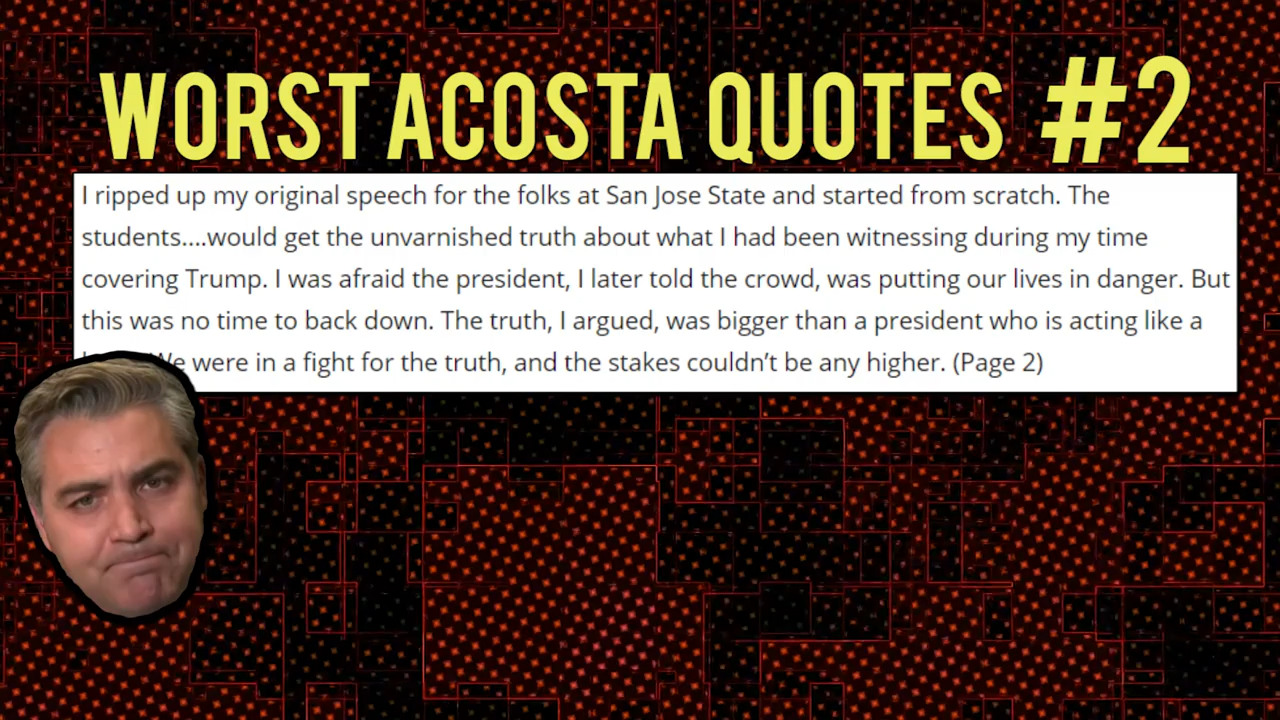 WORST ACOSTA QUOTES #2
I ripped up my original speech for the folks at San Jose State and started from scratch. The
students....would get the unvarnished truth about what I had been witnessing during my time
covering Trump. I was afraid the president, I later told the crowd, was putting our lives in danger. But
this was no time to back down. The truth, I argued, was bigger than a president who is acting like a
were in a fight for the truth, and the stakes couldn't be any higher. (Page 2)